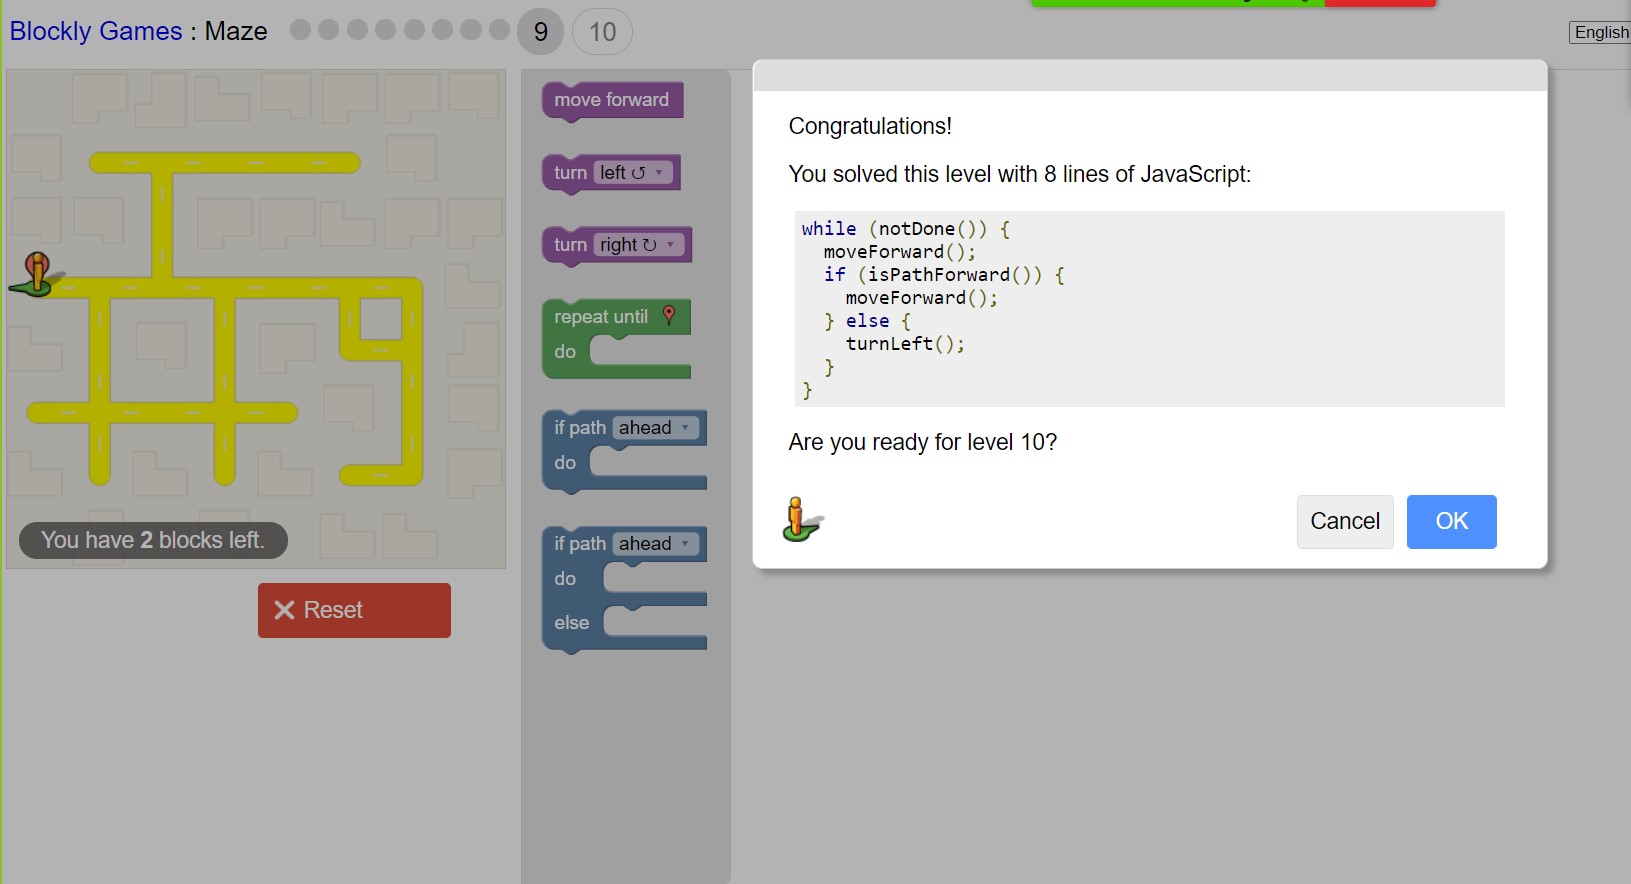 Blockly Games : Maze 9 10
English
move forward
turn left ↺ ▾
turn right ↻ ▾
repeat until
do
if path ahead ▾
do
if path ahead ▾
do
else
You have 2 blocks left.
Reset
Congratulations!
You solved this level with 8 lines of JavaScript:
while (notDone()) {
  moveForward();
  if (isPathForward()) {
    moveForward();
  } else {
    turnLeft();
  }
}
Are you ready for level 10?
Cancel OK